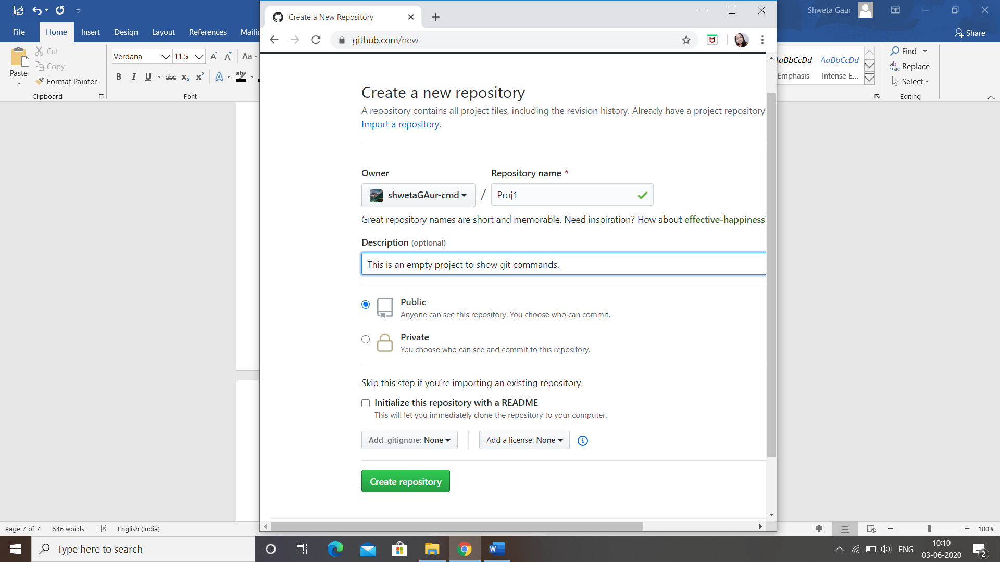 Shweta Gaur
File
Home
Insert
Design
Layout
References
Share
Paste
Cut
Copy
Format Painter
Clipboard
Verdana
11.5
Aa
B
I
U
abc
x2
x2
A
ab
Font
AaBbCcDd
Emphasis
AaBbCcDd
Intense E...
Find
Replace
Select
Editing
Create a New Repository
github.com/new
Create a new repository
A repository contains all project files, including the revision history. Already have a project repository
Import a repository.
Owner
Repository name *
shwetaGAur-cmd
/
Proj1
Great repository names are short and memorable. Need inspiration? How about effective-happiness
Description (optional)
This is an empty project to show git commands.
Public
Anyone can see this repository. You choose who can commit.
Private
You choose who can see and commit to this repository.
Skip this step if you’re importing an existing repository.
Initialize this repository with a README
This will let you immediately clone the repository to your computer.
Add .gitignore: None
Add a license: None
Create repository
Page 7 of 7
546 words
English (India)
100%
Type here to search
ENG
10:10
03-06-2020
2